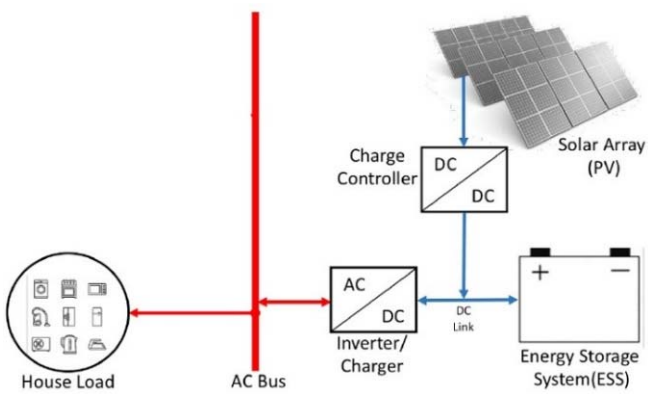 Solar Array
(PV)
Charge
Controller
DC
DC
AC
DC
Inverter/
Charger
DC
Link
+
−
Energy Storage
System(ESS)
House Load
AC Bus